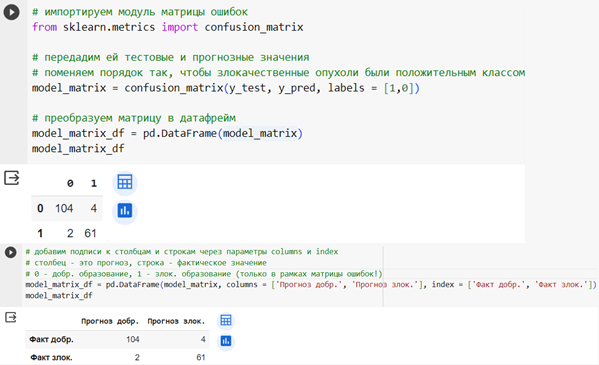 # импортируем модуль матрицы ошибок
from sklearn.metrics import confusion_matrix
# передадим ей тестовые и прогнозные значения
# поменяем порядок так, чтобы злокачественные опухоли были положительным классом
model_matrix = confusion_matrix(y_test, y_pred, labels = [1,0])
# преобразуем матрицу в датафрейм
model_matrix_df = pd.DataFrame(model_matrix)
model_matrix_df
0 1
0 104 4
1 2 61
# добавим подписи к столбцам и строкам через параметры columns и index
# столбец - это прогноз, строка - фактическое значение
# 0 - добр. образование, 1 - злок. образование (только в рамках матрицы ошибок!)
model_matrix_df = pd.DataFrame(model_matrix, columns = ['Прогноз добр.', 'Прогноз злок.'], index = ['Факт добр.', 'Факт злок.'])
model_matrix_df
Прогноз добр. Прогноз злок.
Факт добр. 104 4
Факт злок. 2 61